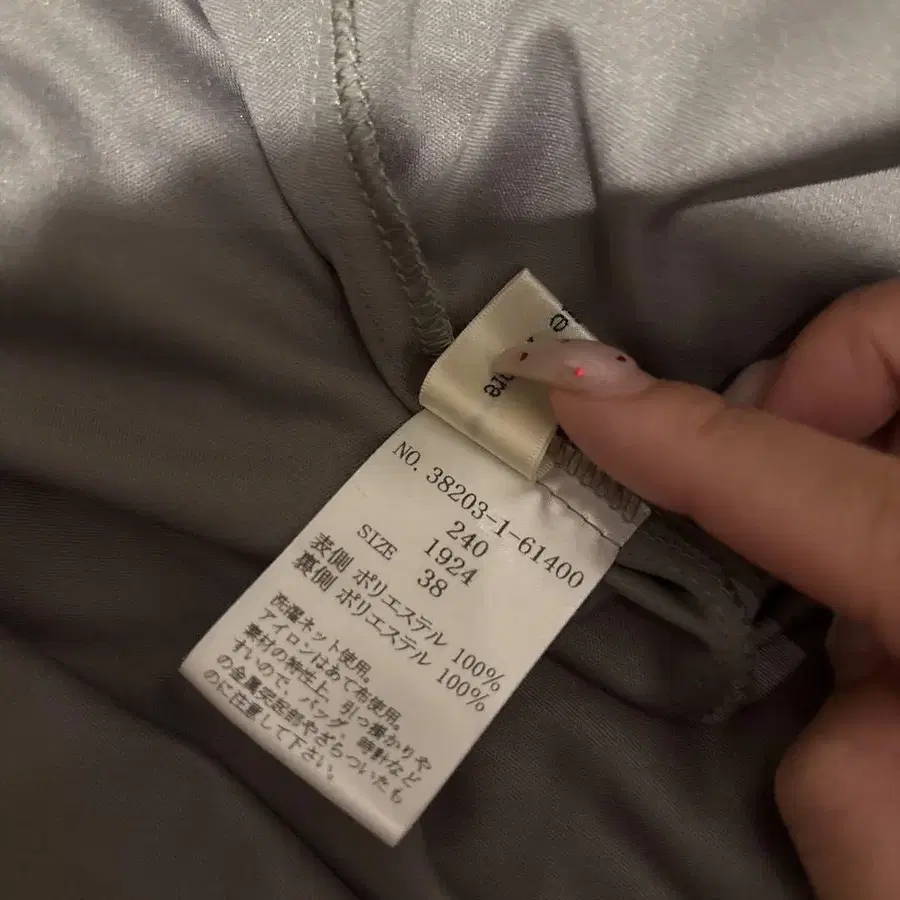 NO. 38203-1-61400
240
1924
SIZE 38
表側 ポリエステル 100%
裏側 ポリエステル 100%
洗濯ネット使用。
アイロンはあて布使用。
素材の特性上、引っ掛かりや
すいので、バッグ、時計など
の金属装飾部やざらついたも
のに注意して下さい。